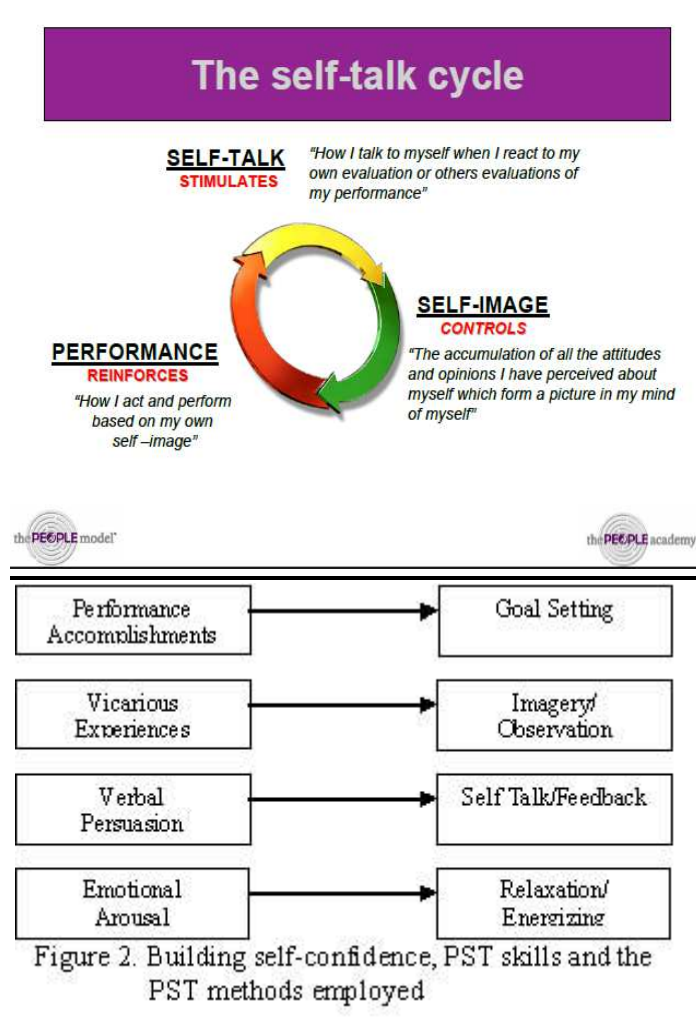 The self-talk cycle
SELF-TALK
STIMULATES
“How I talk to myself when I react to my
own evaluation or others evaluations of
my performance”
SELF-IMAGE
CONTROLS
“The accumulation of all the attitudes
and opinions I have perceived about
myself which form a picture in my mind
of myself”
PERFORMANCE
REINFORCES
“How I act and perform
based on my own
self –image”
the PEOPLE model
the PEOPLE academy
Performance
Accomplishments
Goal Setting
Vicarious
Experiences
Imagery/
Observation
Verbal
Persuasion
Self Talk/Feedback
Emotional
Arousal
Relaxation/
Energizing
Figure 2. Building self-confidence, PST skills and the
PST methods employed